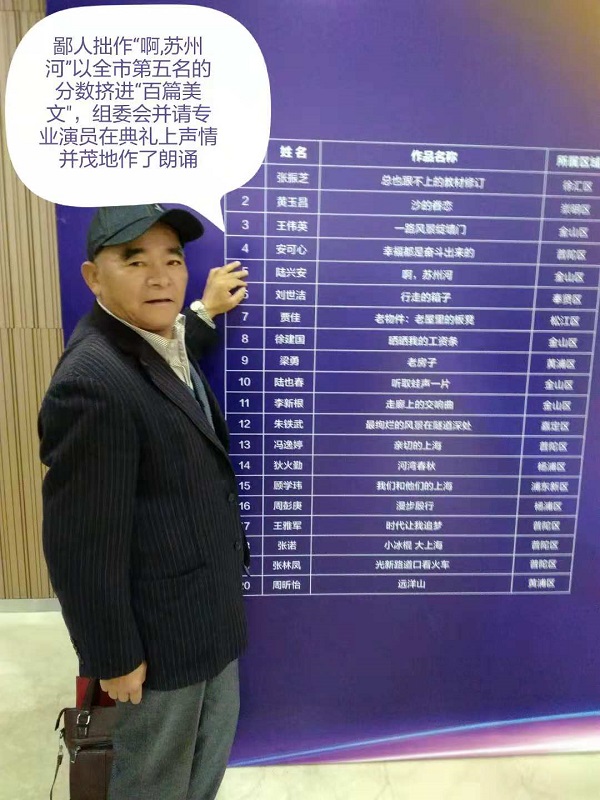 鄙人拙作“啊,苏州
河”以全市第五名的
分数挤进“百篇美
文"，组委会并请专
业演员在典礼上声情
并茂地作了朗诵
姓 名 作品名称 所属区域
张振芝 总也跟不上的教材修订 徐汇区
2 黄玉昌 沙的眷恋 崇明区
3 王伟英 一路风景绽墙门 金山区
4 安可心 幸福都是奋斗出来的 普陀区
陆兴安 啊，苏州河 金山区
刘世洁 行走的箱子 奉贤区
7 贾佳 老物件：老屋里的板凳 松江区
8 徐建国 晒晒我的工资条 金山区
9 梁勇 老房子 黄浦区
10 陆也春 听取蛙声一片 金山区
11 李新根 走廊上的交响曲 金山区
12 朱铁武 最绚烂的风景在隧道深处 嘉定区
13 冯逸婷 亲切的上海 普陀区
14 狄火勤 河湾春秋 杨浦区
15 顾学玮 我们和他们的上海 浦东新区
16 周彭庚 漫步殷行 杨浦区
7 王雅军 时代让我追梦 普陀区
张诺 小冰棍 大上海 普陀区
张林凤 光新路道口看火车 普陀区
20 周昕怡 远洋山 黄浦区